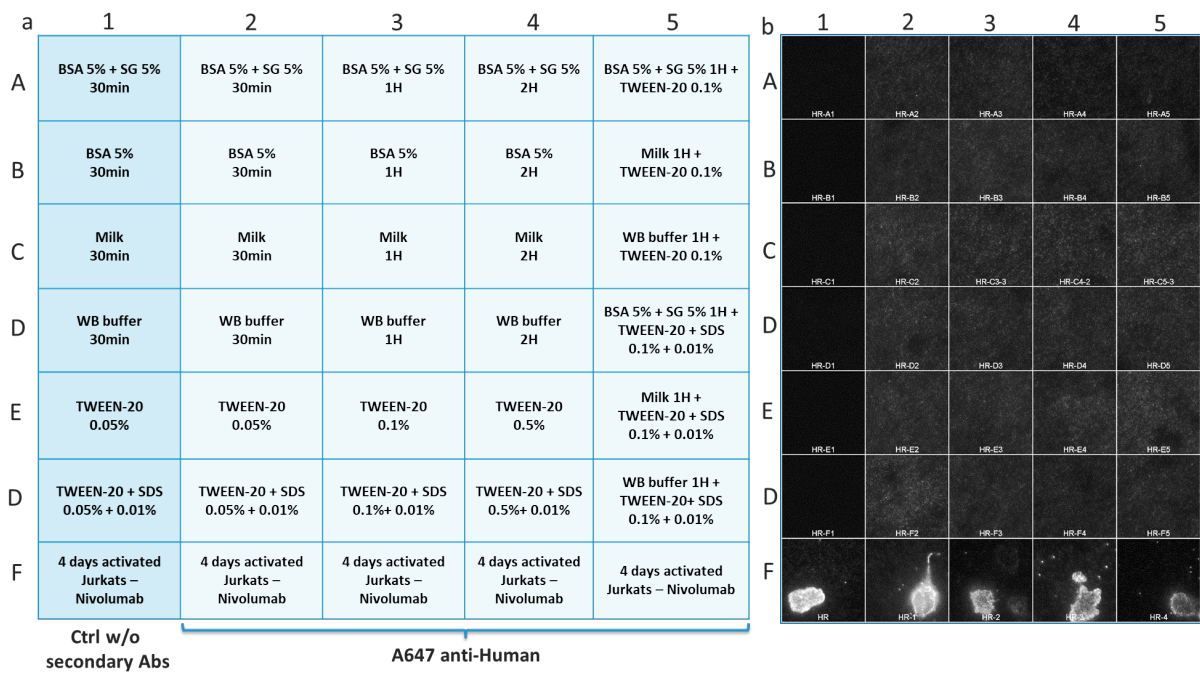 a
1 2 3 4 5
A
BSA 5% + SG 5%
30min
BSA 5% + SG 5%
30min
BSA 5% + SG 5%
1H
BSA 5% + SG 5%
2H
BSA 5% + SG 5% 1H +
TWEEN-20 0.1%
B
BSA 5%
30min
BSA 5%
30min
BSA 5%
1H
BSA 5%
2H
Milk 1H +
TWEEN-20 0.1%
C
Milk
30min
Milk
30min
Milk
1H
Milk
2H
WB buffer 1H +
TWEEN-20 0.1%
D
WB buffer
30min
WB buffer
30min
WB buffer
1H
WB buffer
2H
BSA 5% + SG 5% 1H +
TWEEN-20 + SDS
0.1% + 0.01%
E
TWEEN-20
0.05%
TWEEN-20
0.05%
TWEEN-20
0.1%
TWEEN-20
0.5%
Milk 1H +
TWEEN-20 + SDS
0.1% + 0.01%
D
TWEEN-20 + SDS
0.05% + 0.01%
TWEEN-20 + SDS
0.05% + 0.01%
TWEEN-20 + SDS
0.1%+ 0.01%
TWEEN-20 + SDS
0.5%+ 0.01%
WB buffer 1H +
TWEEN-20+ SDS
0.1% + 0.01%
F
4 days activated
Jurkats –
Nivolumab
4 days activated
Jurkats –
Nivolumab
4 days activated
Jurkats –
Nivolumab
4 days activated
Jurkats –
Nivolumab
4 days activated
Jurkats – Nivolumab
Ctrl w/o
secondary Abs
A647 anti-Human
b
1 2 3 4 5
A
HR-A1 HR-A2 HR-A3 HR-A4 HR-A5
B
HR-B1 HR-B2 HR-B3 HR-B4 HR-B5
C
HR-C1 HR-C2 HR-C3-3 HR-C4-2 HR-C5-3
D
HR-D1 HR-D2 HR-D3 HR-D4 HR-D5
E
HR-E1 HR-E2 HR-E3 HR-E4 HR-E5
D
HR-F1 HR-F2 HR-F3 HR-F4 HR-F5
F
HR HR-1 HR-2 HR-3 HR-4